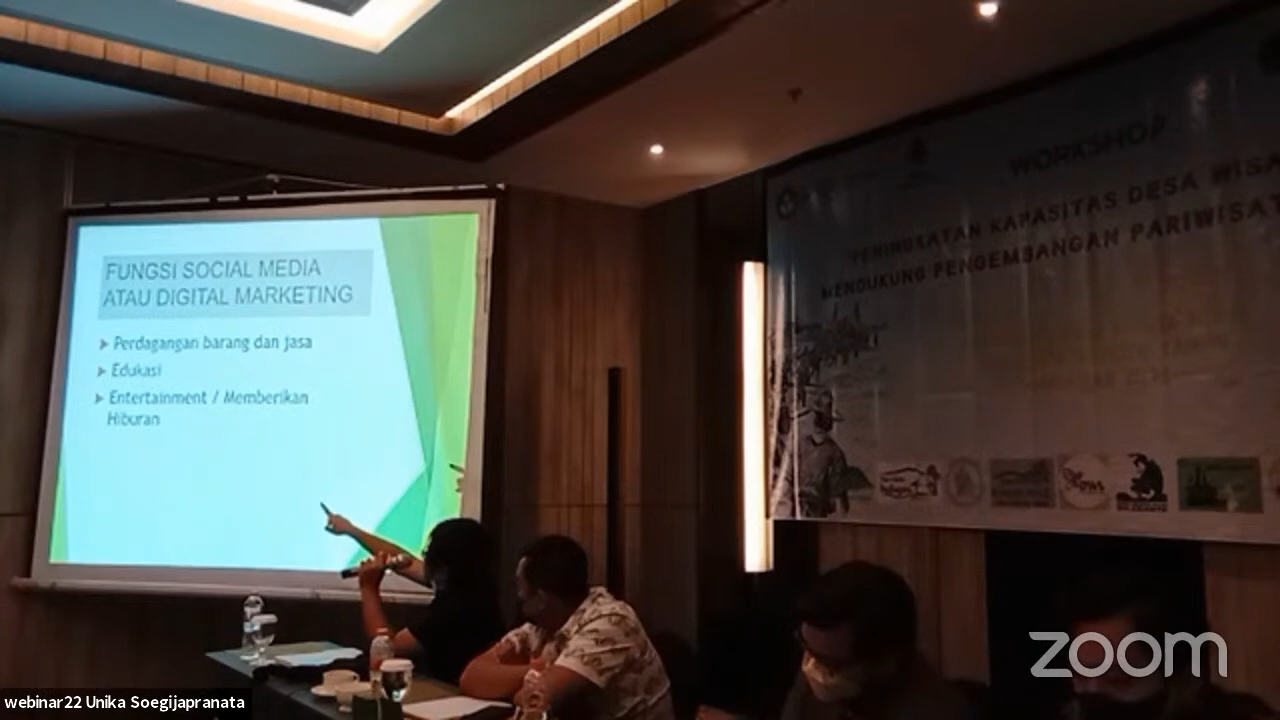 FUNGSI SOCIAL MEDIA
ATAU DIGITAL MARKETING
Perdagangan barang dan jasa
Edukasi
Entertainment / Memberikan
Hiburan
WORKSHOP
PENINGKATAN KAPASITAS DESA WISA
MENDUKUNG PENGEMBANGAN PARIWISAT
zoom
webinar22 Unika Soegijapranata